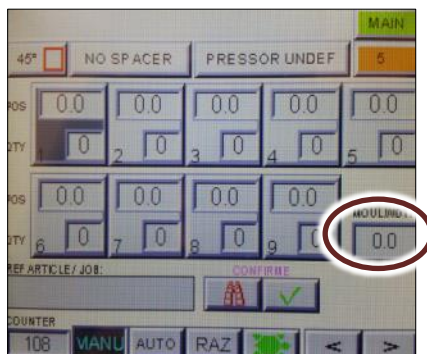 MAIN
45° NO SPACER PRESSOR UNDEF 5
POS 0.0 0.0 0.0 0.0 0.0
QTY 1 0 2 0 3 0 4 0 5 0
POS 0.0 0.0 0.0 0.0 MOULINDT.
QTY 6 0 7 0 8 0 9 0 0.0
REF ARTICLE/JOB: CONFIRME
COUNTER
108 MANU AUTO RAZ < >